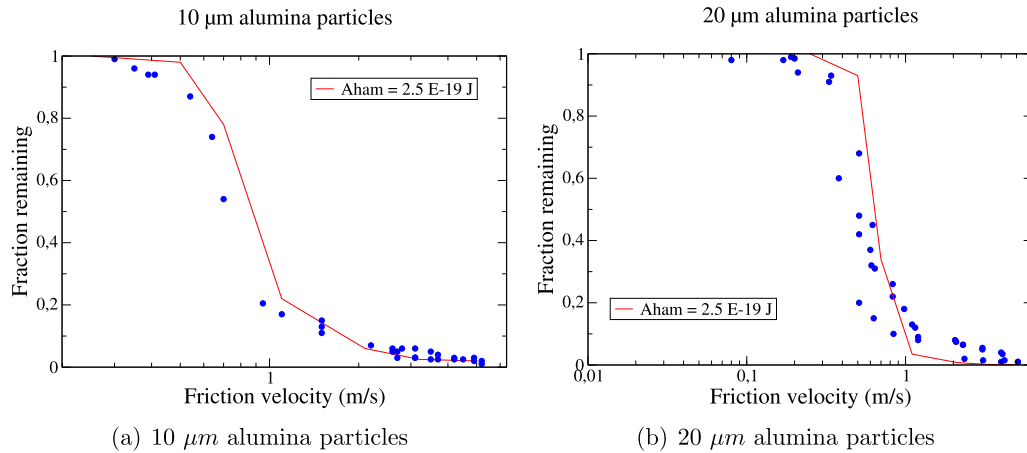 10 µm alumina particles
Fraction remaining
1
0,8
0,6
0,4
0,2
0
Aham = 2.5 E-19 J
1
Friction velocity (m/s)
(a) 10 µm alumina particles
20 µm alumina particles
Fraction remaining
1
0,8
0,6
0,4
0,2
0
Aham = 2.5 E-19 J
0,01
0,1
1
Friction velocity (m/s)
(b) 20 µm alumina particles